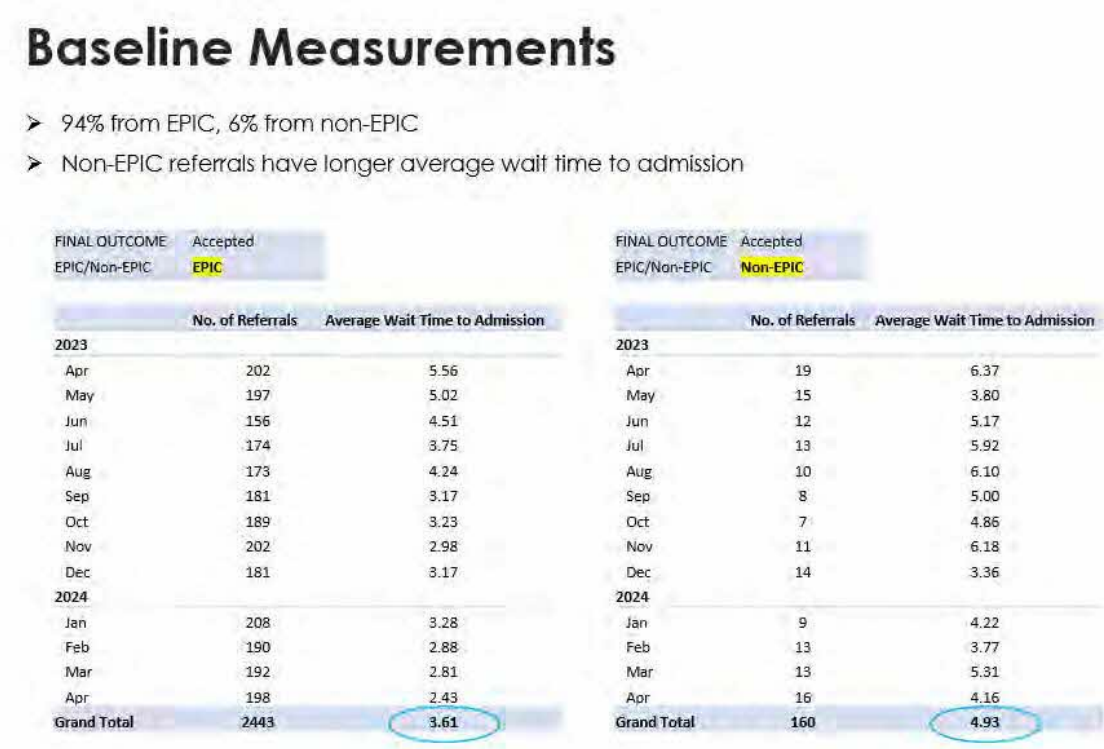 Baseline Measurements
➤ 94% from EPIC, 6% from non-EPIC
➤ Non-EPIC referrals have longer average wait time to admission
FINAL OUTCOME Accepted
EPIC/Non-EPIC EPIC
No. of Referrals Average Wait Time to Admission
2023
Apr 202 5.56
May 197 5.02
Jun 156 4.51
Jul 174 3.75
Aug 173 4.24
Sep 181 3.17
Oct 189 3.23
Nov 202 2.98
Dec 181 3.17
2024
Jan 208 3.28
Feb 190 2.88
Mar 192 2.81
Apr 198 2.43
Grand Total 2443 3.61
FINAL OUTCOME Accepted
EPIC/Non-EPIC Non-EPIC
No. of Referrals Average Wait Time to Admission
2023
Apr 19 6.37
May 15 3.80
Jun 12 5.17
Jul 13 5.92
Aug 10 6.10
Sep 8 5.00
Oct 7 4.86
Nov 11 6.18
Dec 14 3.36
2024
Jan 9 4.22
Feb 13 3.77
Mar 13 5.31
Apr 16 4.16
Grand Total 160 4.93